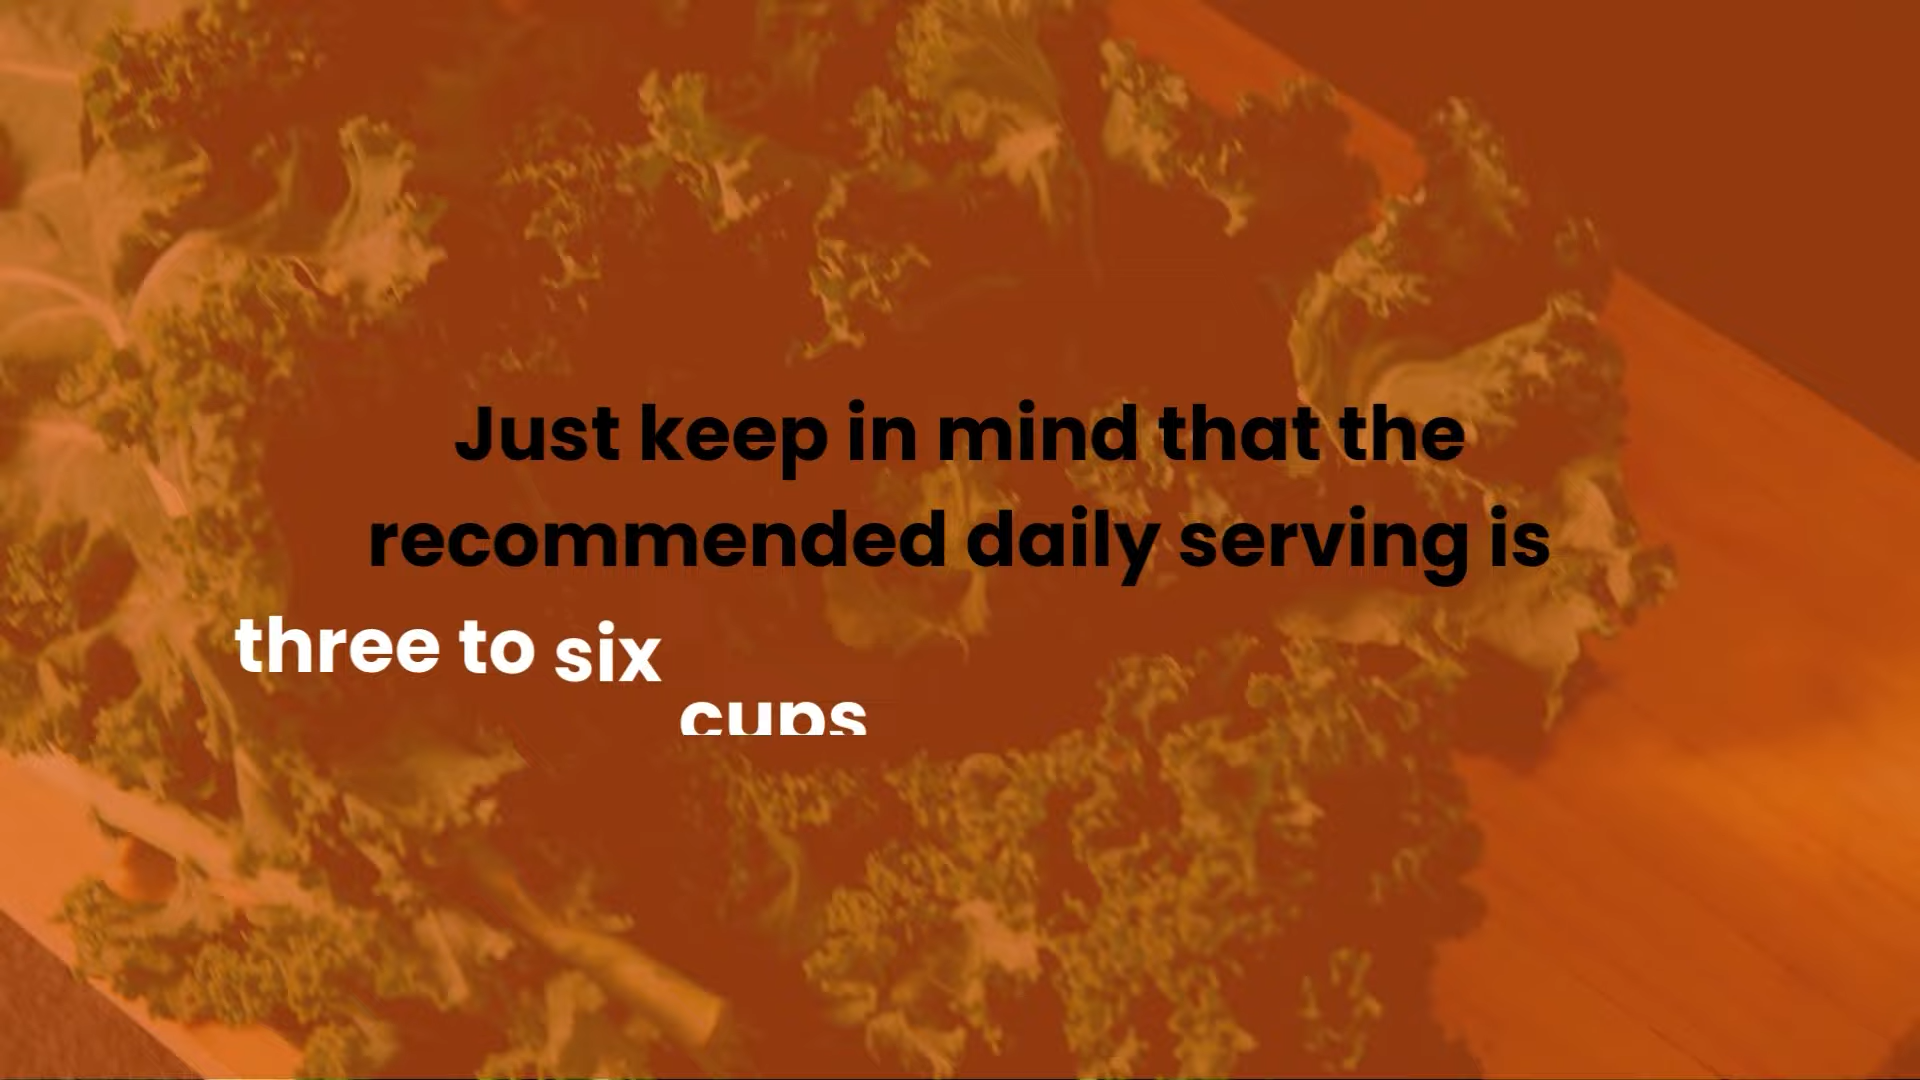 Just keep in mind that the
recommended daily serving is
three to six cups